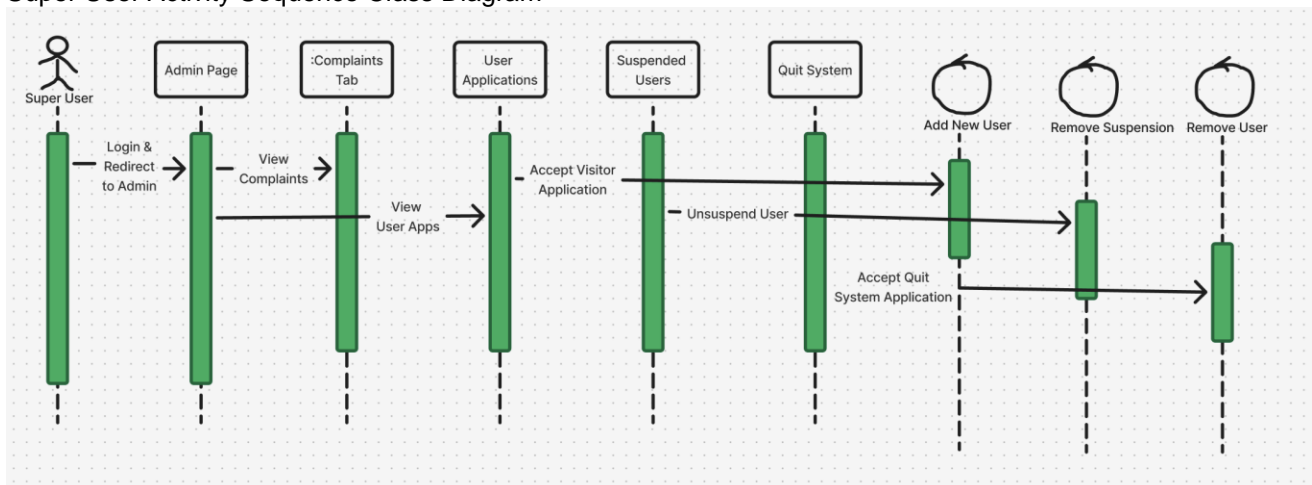 Super User Activity Sequence Class Diagram
Super User
Admin Page
:Complaints
Tab
User
Applications
Suspended
Users
Quit System
Add New User
Remove Suspension
Remove User
Login &
Redirect
to Admin
View
Complaints
View
User Apps
Accept Visitor
Application
Unsuspend User
Accept Quit
System Application